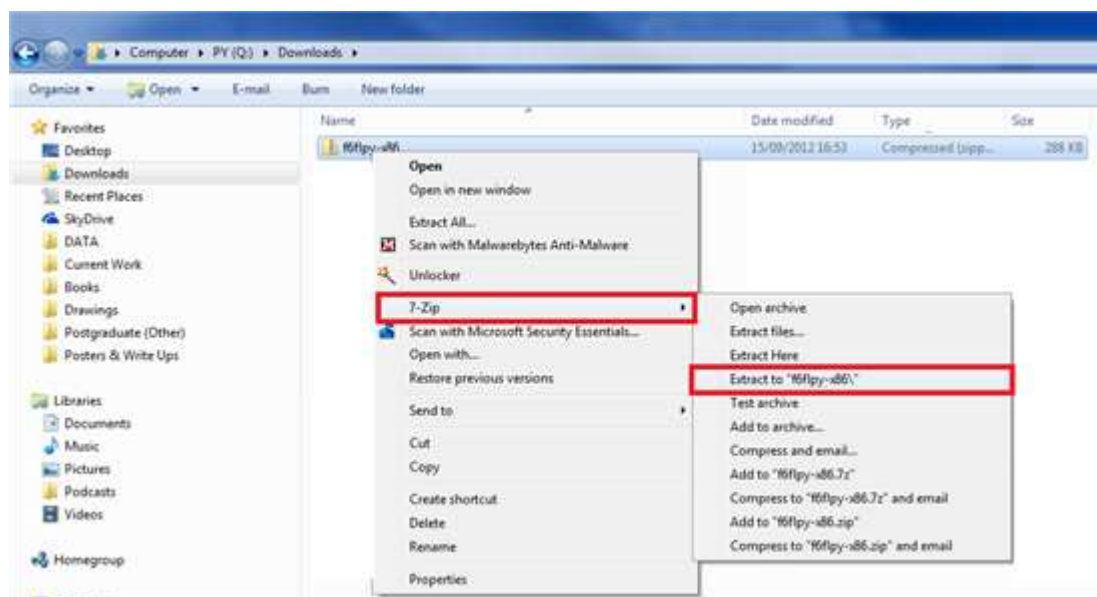 Computer PY (Q:) Downloads
Organize Open E-mail Burn New folder
Name Date modified Type Size
f6flpy-x86 15/09/2012 16:53 Compressed (zipp... 288 KB
Favorites
Desktop
Downloads
Recent Places
SkyDrive
DATA
Current Work
Books
Drawings
Postgraduate (Other)
Posters & Write Ups
Libraries
Documents
Music
Pictures
Podcasts
Videos
Homegroup
Open
Open in new window
Extract All...
Scan with Malwarebytes Anti-Malware
Unlocker
7-Zip
Scan with Microsoft Security Essentials...
Open with...
Restore previous versions
Send to
Cut
Copy
Create shortcut
Delete
Rename
Properties
Open archive
Extract files...
Extract Here
Extract to "f6flpy-x86\"
Test archive
Add to archive...
Compress and email...
Add to "f6flpy-x86.7z"
Compress to "f6flpy-x86.7z" and email
Add to "f6flpy-x86.zip"
Compress to "f6flpy-x86.zip" and email